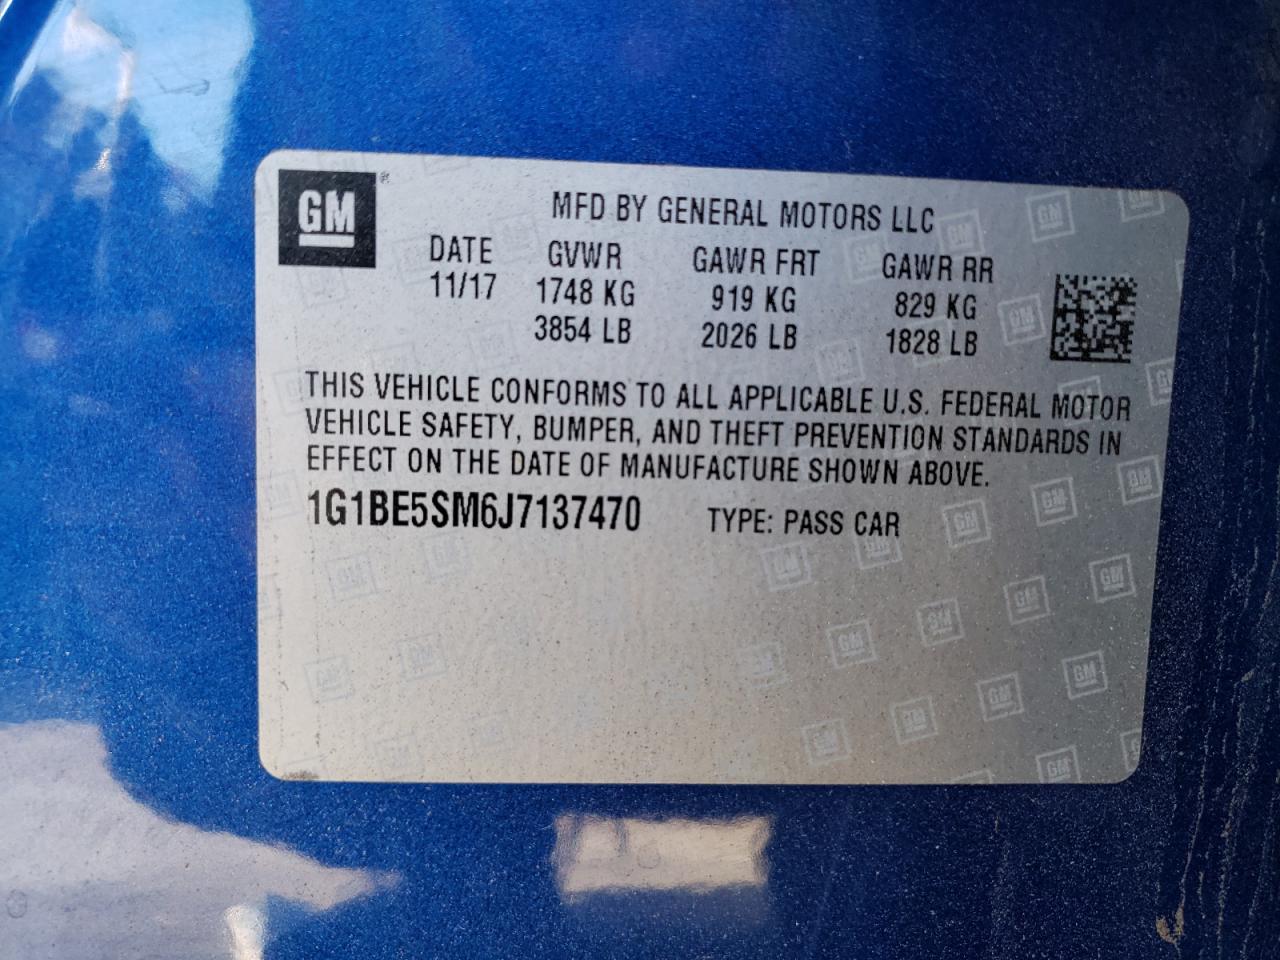 GM
MFD BY GENERAL MOTORS LLC
DATE GVWR GAWR FRT GAWR RR
11/17 1748 KG 919 KG 829 KG
3854 LB 2026 LB 1828 LB
THIS VEHICLE CONFORMS TO ALL APPLICABLE U.S. FEDERAL MOTOR
VEHICLE SAFETY, BUMPER, AND THEFT PREVENTION STANDARDS IN
EFFECT ON THE DATE OF MANUFACTURE SHOWN ABOVE.
1G1BE5SM6J7137470 TYPE: PASS CAR